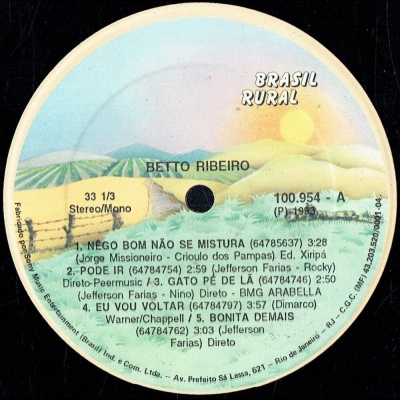 BRASIL
RURAL
BETTO RIBEIRO
33 1/3
Stereo/Mono
100.954 - A
(P) 1993
1. NÊGO BOM NÃO SE MISTURA (64785637) 3:28
(Jorge Missioneiro - Crioulo dos Pampas) Ed. Xiripá
2. PODE IR (64784754) 2:59 (Jefferson Farias - Rocky)
Direto-Peermusic / 3. GATO PÉ DE LÃ (64784746) 2:50
(Jefferson Farias - Nino) Direto - BMG ARABELLA
4. EU VOU VOLTAR (64784797) 3:57 (Dimarco)
Warner/Chappell / 5. BONITA DEMAIS
(64784762) 3:03 (Jefferson
Farias) Direto
Fabricado por Sony Music Entertainment (Brasil) Ind. e Com. Ltda. - Av. Prefeito Sá Lessa, 621 - Rio de Janeiro - RJ - C.G.C. (MF) 43.203.520/0001-04.